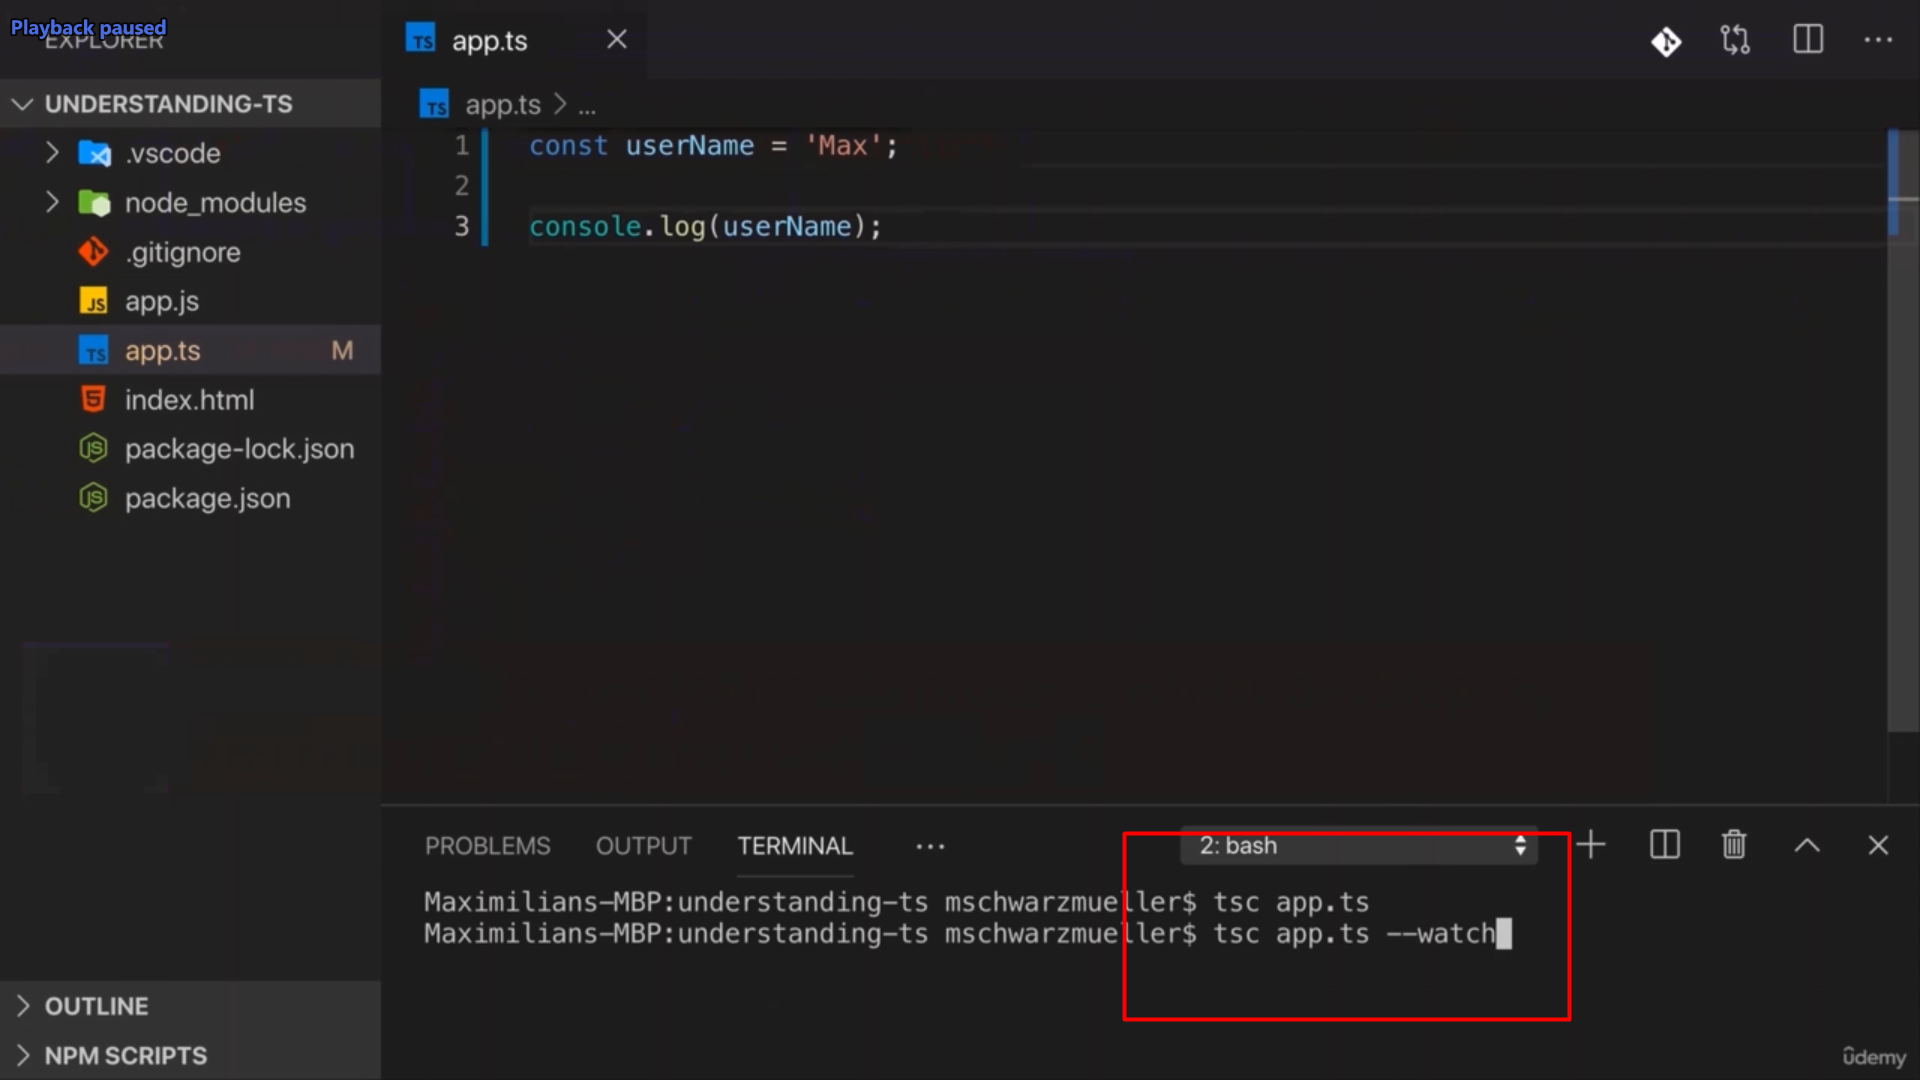 Playback paused
EXPLORER
UNDERSTANDING-TS
.vscode
node_modules
.gitignore
app.js
app.ts M
index.html
package-lock.json
package.json
OUTLINE
NPM SCRIPTS
app.ts
app.ts > ...
1 const userName = 'Max';
2
3 console.log(userName);
PROBLEMS OUTPUT TERMINAL ... 2: bash
Maximilians-MBP:understanding-ts mschwarzmueller$ tsc app.ts
Maximilians-MBP:understanding-ts mschwarzmueller$ tsc app.ts --watch
ûdemy